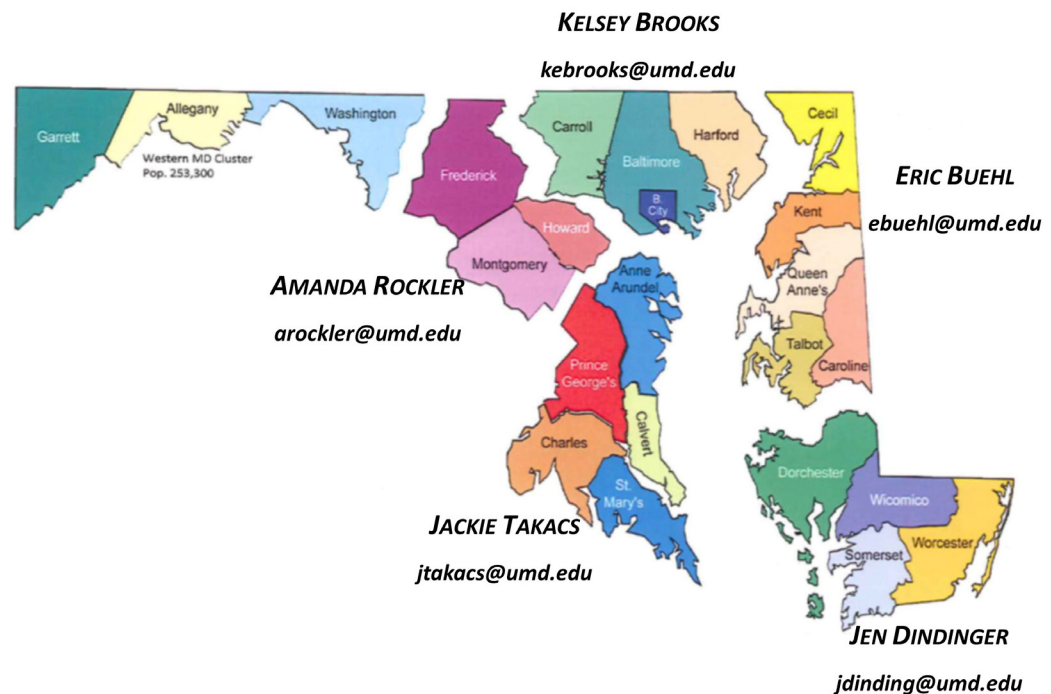 KELSEY BROOKS
kebrooks@umd.edu
Garrett
Allegany
Western MD Cluster
Pop. 253,300
Washington
Frederick
Carroll
Baltimore
B. City
Harford
Cecil
ERIC BUEHL
ebuehl@umd.edu
Kent
Howard
Montgomery
Queen
Anne's
Anne
Arundel
AMANDA ROCKLER
arockler@umd.edu
Talbot
Caroline
Prince
George's
Calvert
Charles
St.
Mary's
Dorchester
Wicomico
Worcester
Somerset
JACKIE TAKACS
jtakacs@umd.edu
JEN DINDINGER
jdinding@umd.edu